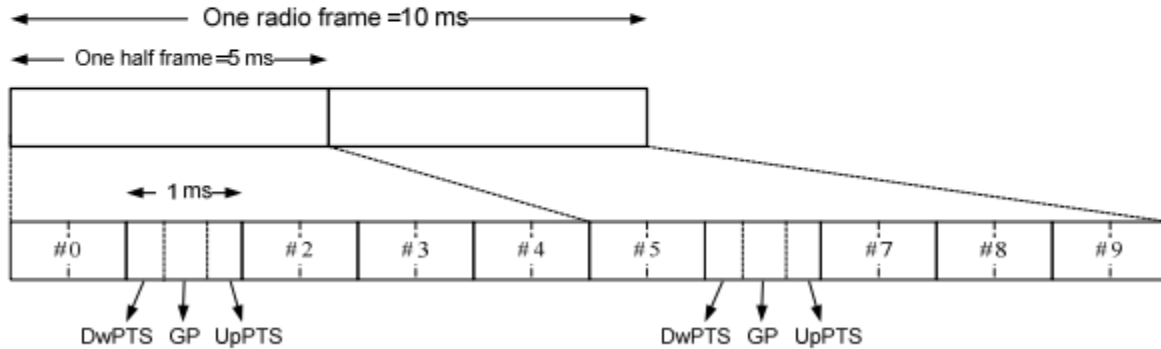 One radio frame =10 ms
One half frame =5 ms
1 ms
#0 #2 #3 #4 #5 #7 #8 #9
DwPTS GP UpPTS DwPTS GP UpPTS